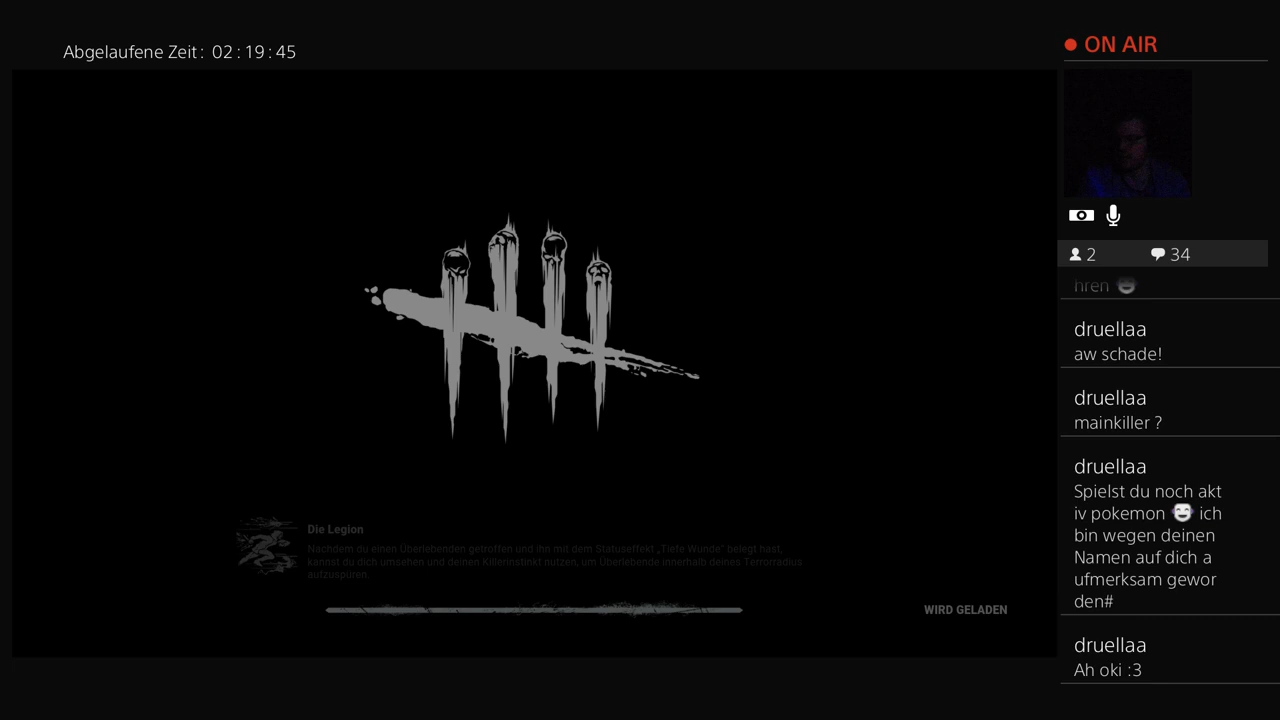 Abgelaufene Zeit: 02:19:45
ON AIR
2 34
hren
druellaa
aw schade!
druellaa
mainkiller ?
druellaa
Spielst du noch akt
iv pokemon 😄 ich
bin wegen deinen
Namen auf dich a
ufmerksam gewor
den#
druellaa
Ah oki :3
Die Legion
Nachdem du einen Überlebenden getroffen und ihn mit dem Statuseffekt „Tiefe Wunde" belegt hast,
kannst du dich umsehen und deinen Killerinstinkt nutzen, um Überlebende innerhalb deines Terrorradius
aufzuspüren.
WIRD GELADEN